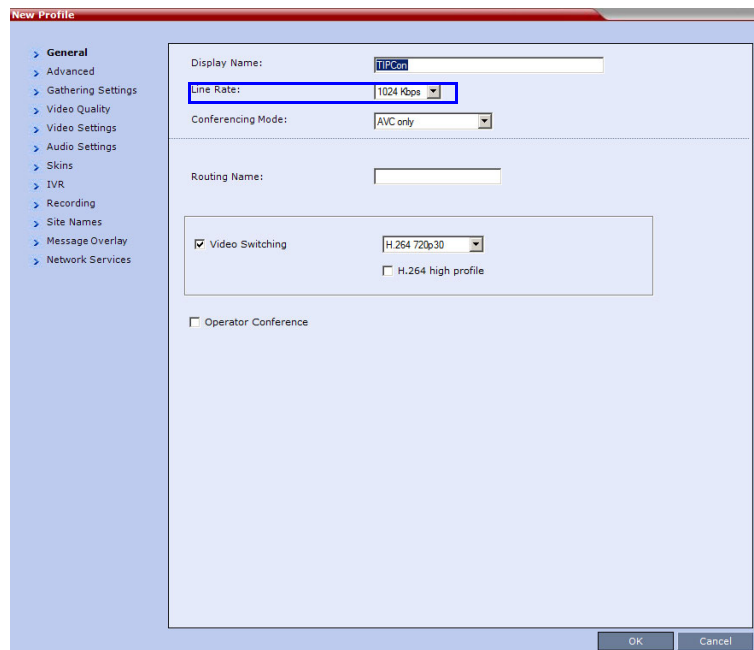 New Profile
General
Advanced
Gathering Settings
Video Quality
Video Settings
Audio Settings
Skins
IVR
Recording
Site Names
Message Overlay
Network Services
Display Name:
TIPCon
Line Rate:
1024 Kbps
Conferencing Mode:
AVC only
Routing Name:
Video Switching
H.264 720p30
H.264 high profile
Operator Conference
OK
Cancel